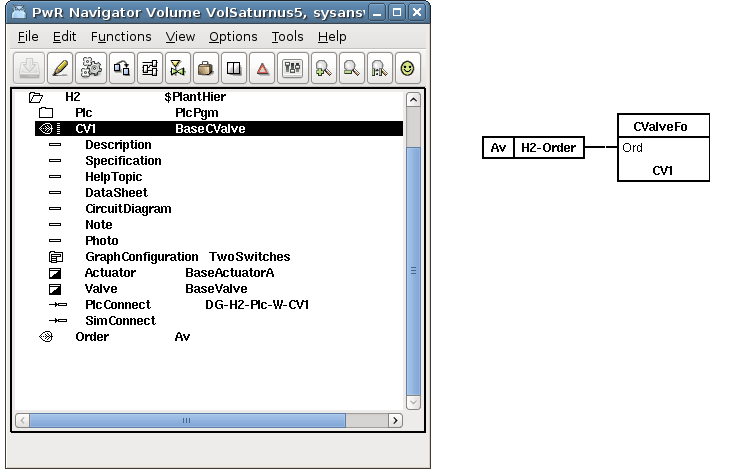 PwR Navigator Volume VolSaturnus5, sysans
File Edit Functions View Options Tools Help
H2 $PlantHier
Plc PlcPgm
CV1 BaseCValve
Description
Specification
HelpTopic
DataSheet
CircuitDiagram
Note
Photo
GraphConfiguration TwoSwitches
Actuator BaseActuatorA
Valve BaseValve
PlcConnect DG-H2-Plc-W-CV1
SimConnect
Order Av
CValveFo
Av H2-Order Ord
CV1